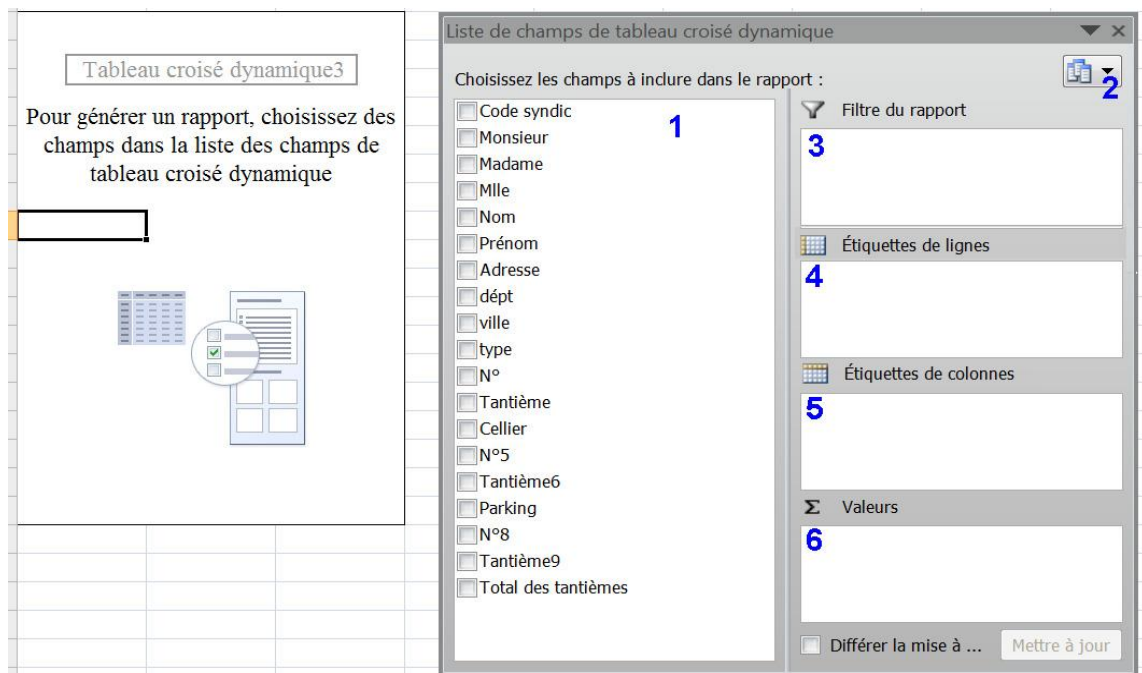 Tableau croisé dynamique3
Pour générer un rapport, choisissez des
champs dans la liste des champs de
tableau croisé dynamique
Liste de champs de tableau croisé dynamique
Choisissez les champs à inclure dans le rapport :
2
1
Code syndic
Monsieur
Madame
Mlle
Nom
Prénom
Adresse
dépt
ville
type
N°
Tantième
Cellier
N°5
Tantième6
Parking
N°8
Tantième9
Total des tantièmes
Filtre du rapport
3
Étiquettes de lignes
4
Étiquettes de colonnes
5
Σ Valeurs
6
Différer la mise à ... Mettre à jour